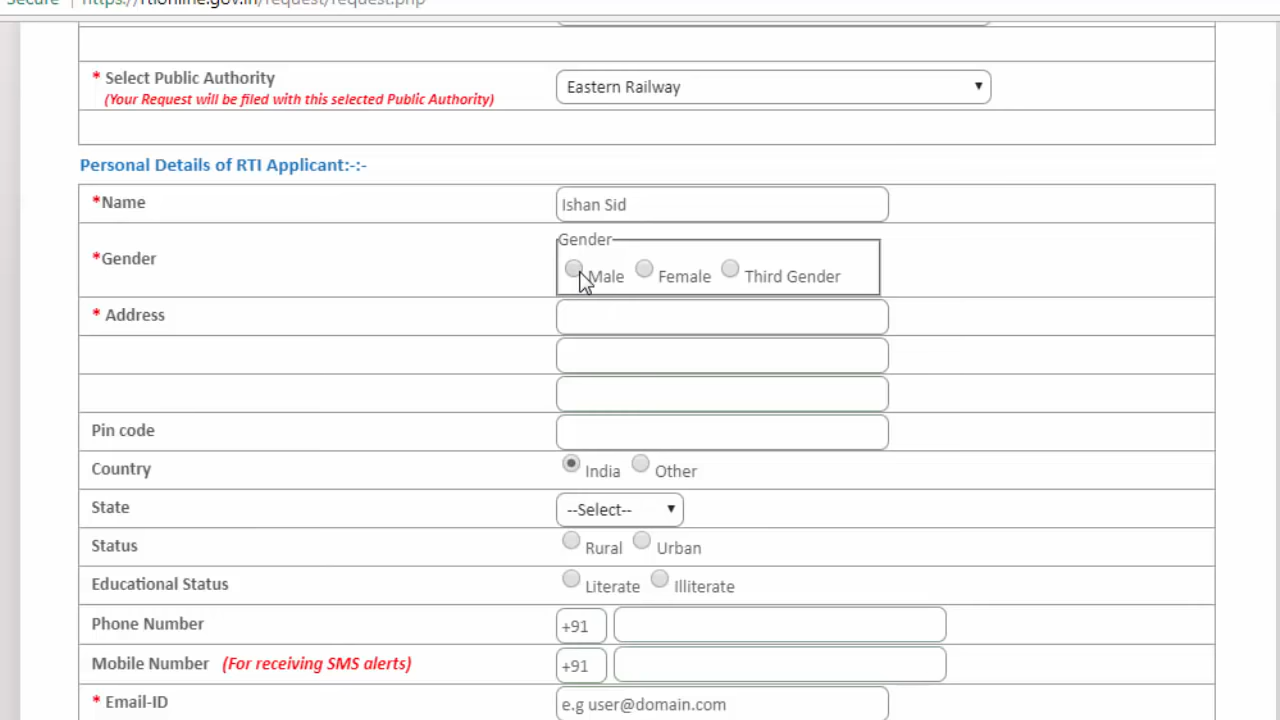 Secure | https://rtionline.gov.in/request/request.php
* Select Public Authority
Eastern Railway
(Your Request will be filed with this selected Public Authority)
Personal Details of RTI Applicant:-:-
*Name
Ishan Sid
Gender
*Gender
Male Female Third Gender
* Address
Pin code
Country
India Other
State
--Select--
Status
Rural Urban
Educational Status
Literate Illiterate
Phone Number
+91
Mobile Number (For receiving SMS alerts)
+91
* Email-ID
e.g user@domain.com